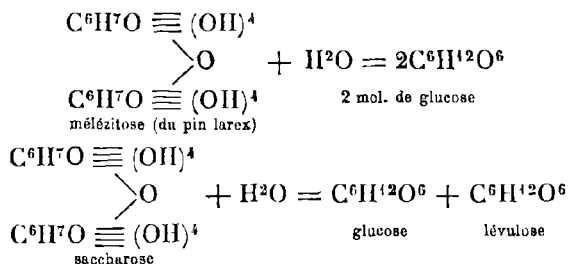 C⁶H⁷O ≣ (OH)⁴
O + H²O = 2C⁶H¹²O⁶
C⁶H⁷O ≣ (OH)⁴ 2 mol. de glucose
mélézitose (du pin larex)
C⁶H⁷O ≣ (OH)⁴
O + H²O = C⁶H¹²O⁶ + C⁶H¹²O⁶
C⁶H⁷O ≣ (OH)⁴ glucose lévulose
saccharose